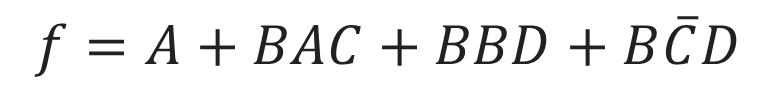 f = A + BAC + BBD + BC̄D